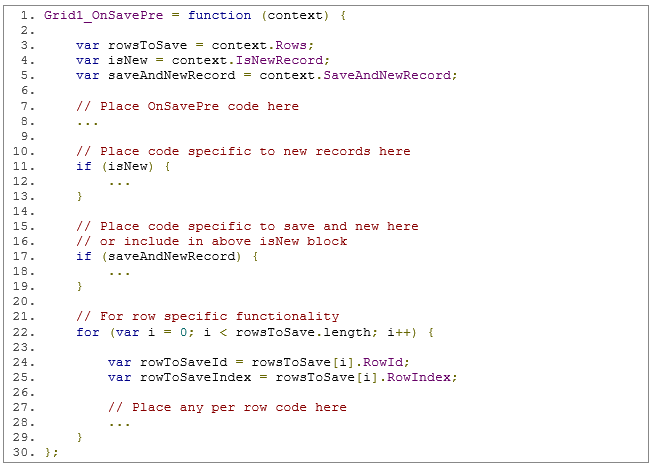 1. Grid1_OnSavePre = function (context) {
2.
3.     var rowsToSave = context.Rows;
4.     var isNew = context.IsNewRecord;
5.     var saveAndNewRecord = context.SaveAndNewRecord;
6.
7.     // Place OnSavePre code here
8.     ...
9.
10.     // Place code specific to new records here
11.     if (isNew) {
12.         ...
13.     }
14.
15.     // Place code specific to save and new here
16.     // or include in above isNew block
17.     if (saveAndNewRecord) {
18.         ...
19.     }
20.
21.     // For row specific functionality
22.     for (var i = 0; i < rowsToSave.length; i++) {
23.
24.         var rowToSaveId = rowsToSave[i].RowId;
25.         var rowToSaveIndex = rowsToSave[i].RowIndex;
26.
27.         // Place any per row code here
28.         ...
29.     }
30. };